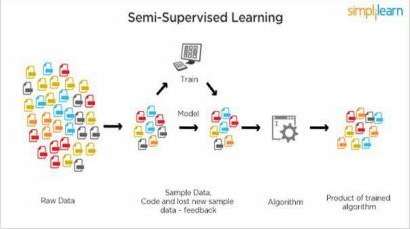 Semi-Supervised Learning
simplilearn
Train
Model
Raw Data
Sample Data,
Code and lost new sample
data – feedback
Algorithm
Product of trained
algorithm